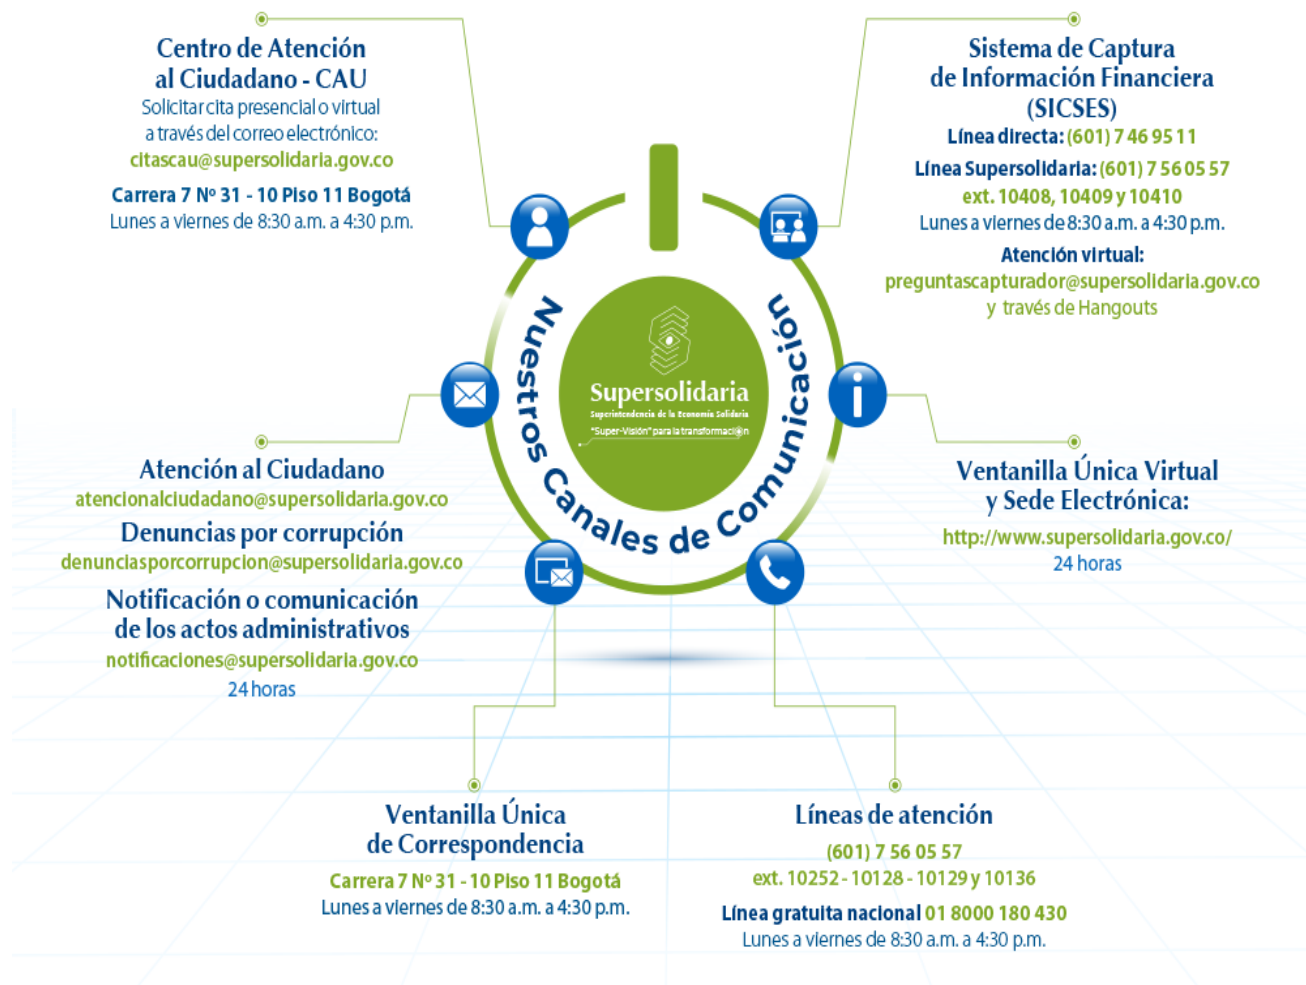 Centro de Atención
al Ciudadano - CAU
Solicitar cita presencial o virtual
a través del correo electrónico:
citascau@supersolidaria.gov.co
Carrera 7 Nº 31 - 10 Piso 11 Bogotá
Lunes a viernes de 8:30 a.m. a 4:30 p.m.
Sistema de Captura
de Información Financiera
(SICSES)
Línea directa: (601) 7 46 95 11
Línea Supersolidaria: (601) 7 56 05 57
ext. 10408, 10409 y 10410
Lunes a viernes de 8:30 a.m. a 4:30 p.m.
Atención virtual:
preguntascapturador@supersolidaria.gov.co
y través de Hangouts
Nuestros Canales de Comunicación
Supersolidaria
Superintendencia de la Economía Solidaria
"Super-Visión" para la transformación
Atención al Ciudadano
atencionalciudadano@supersolidaria.gov.co
Denuncias por corrupción
denunciasporcorrupcion@supersolidaria.gov.co
Notificación o comunicación
de los actos administrativos
notificaciones@supersolidaria.gov.co
24 horas
Ventanilla Única Virtual
y Sede Electrónica:
http://www.supersolidaria.gov.co/
24 horas
Ventanilla Única
de Correspondencia
Carrera 7 Nº 31 - 10 Piso 11 Bogotá
Lunes a viernes de 8:30 a.m. a 4:30 p.m.
Líneas de atención
(601) 7 56 05 57
ext. 10252 - 10128 - 10129 y 10136
Línea gratuita nacional 01 8000 180 430
Lunes a viernes de 8:30 a.m. a 4:30 p.m.